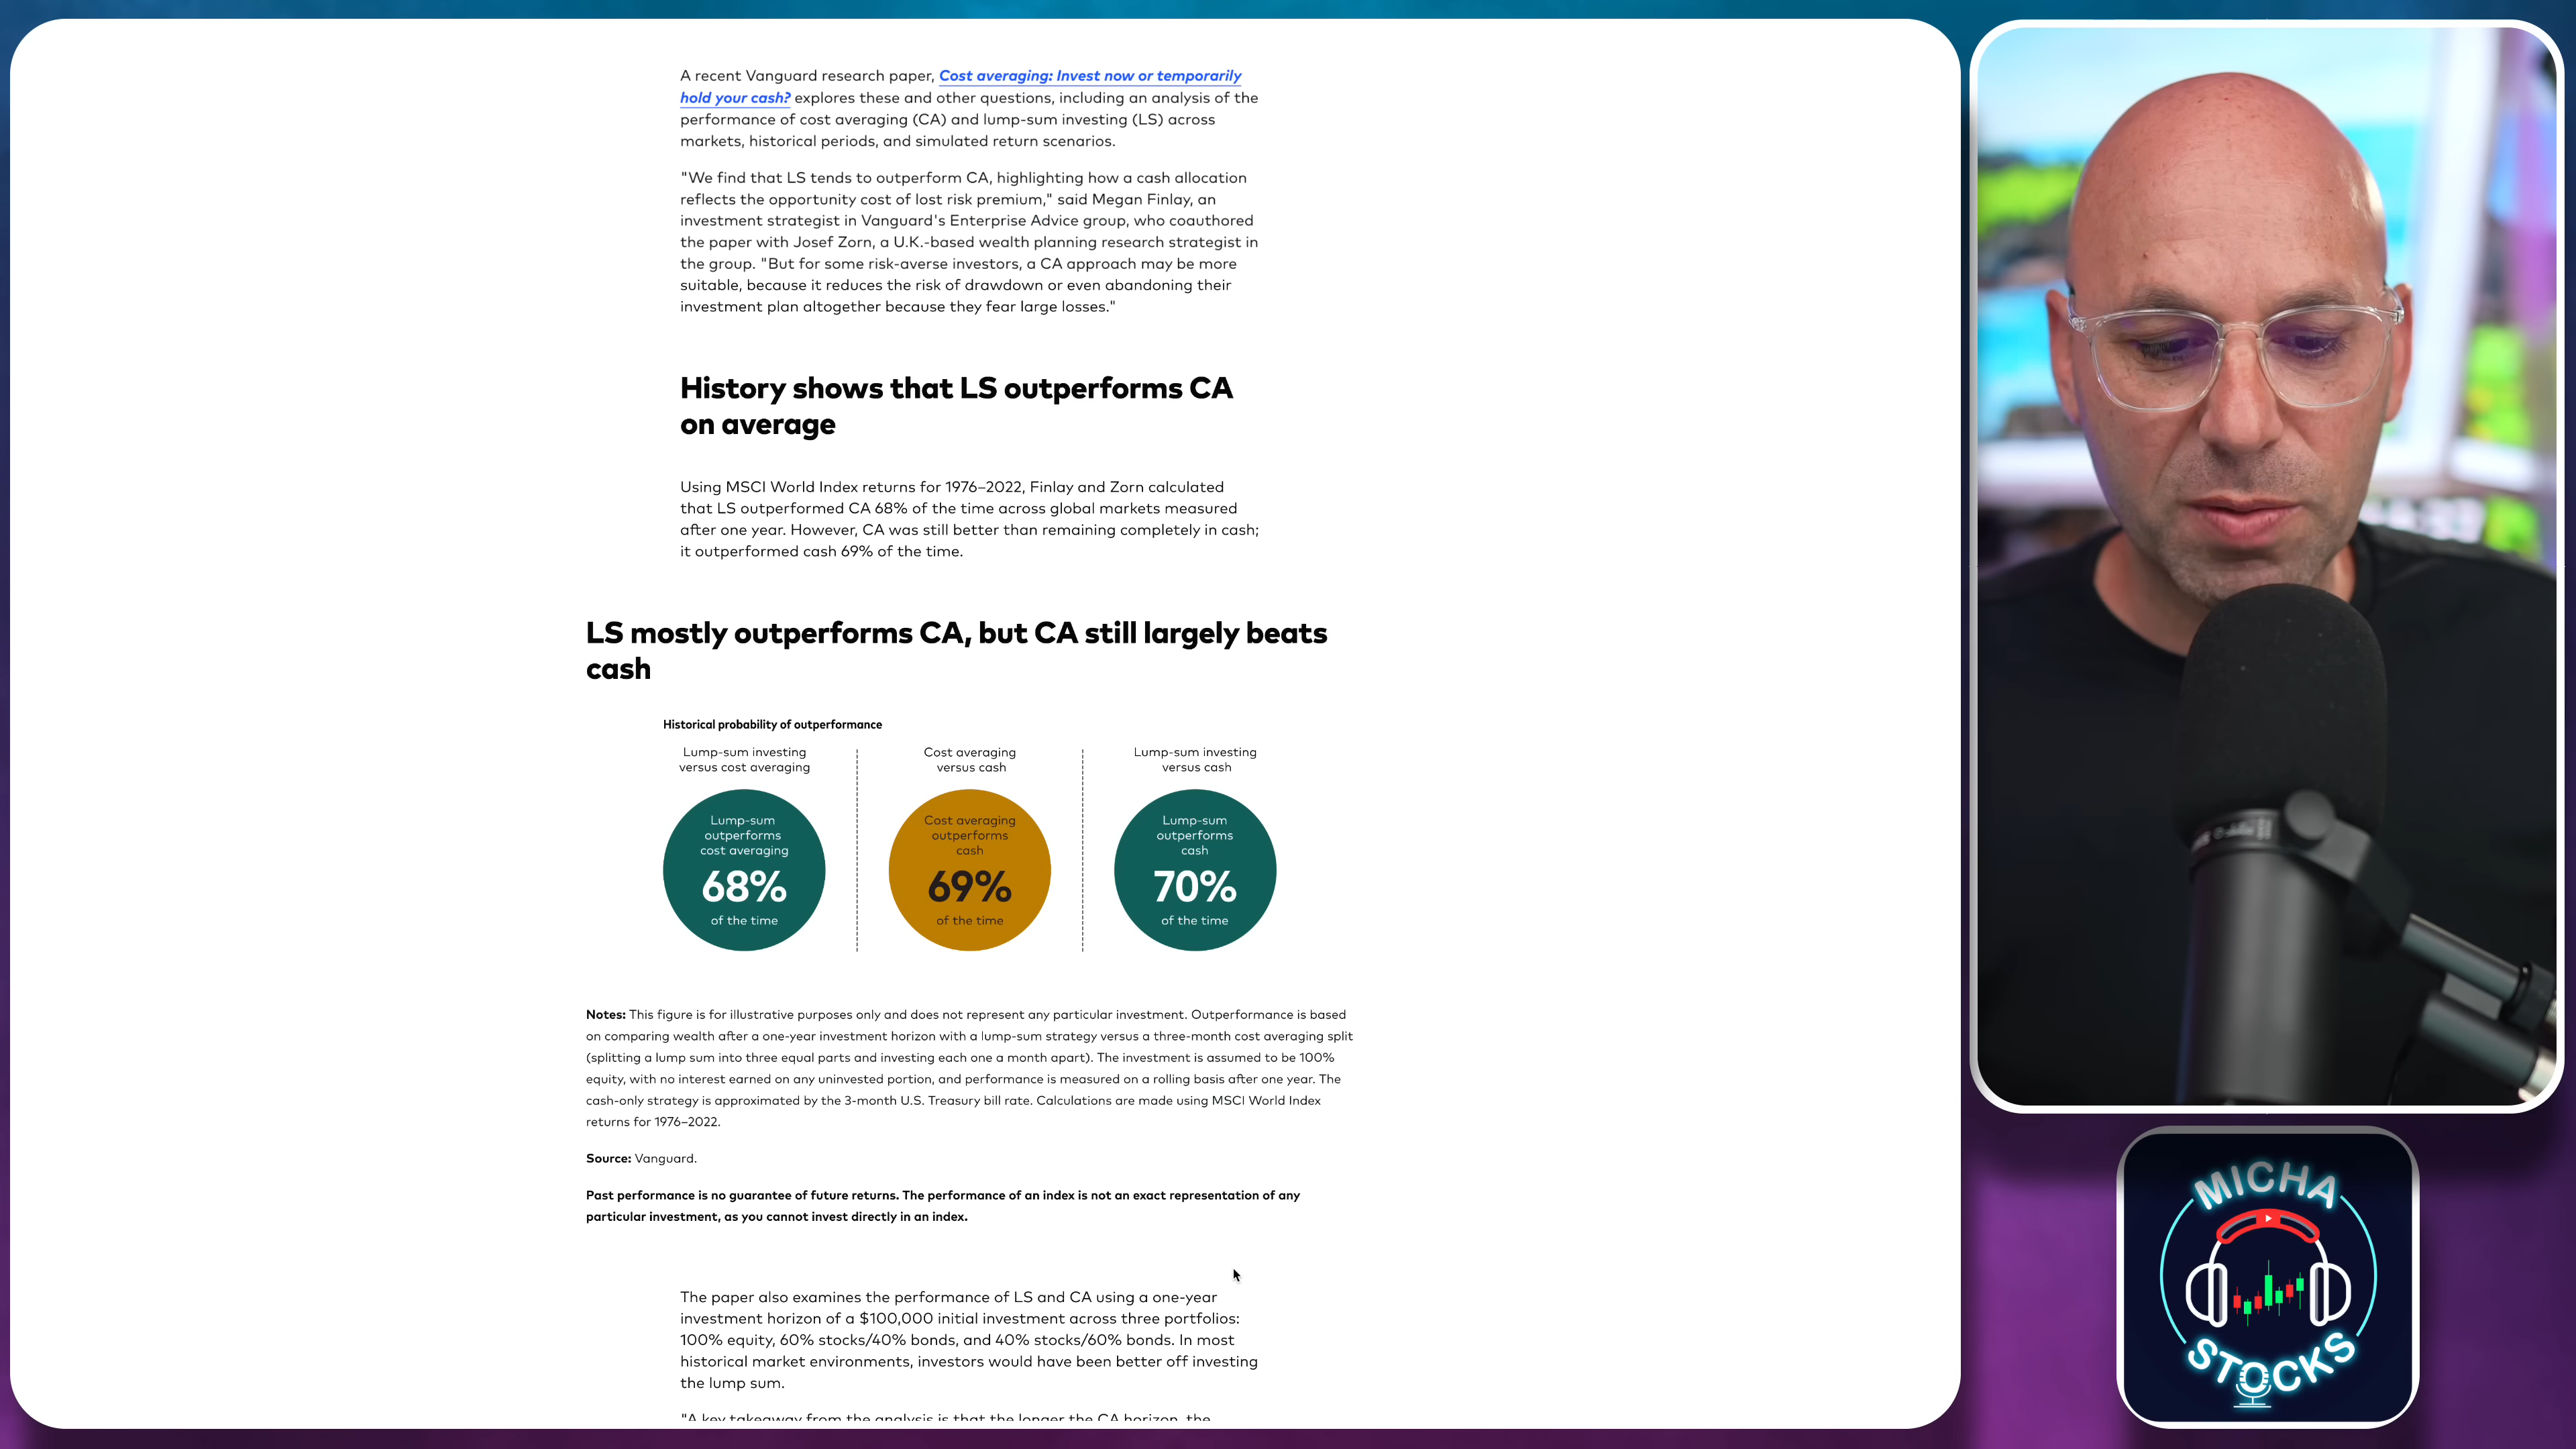 A recent Vanguard research paper, Cost averaging: Invest now or temporarily
hold your cash? explores these and other questions, including an analysis of the
performance of cost averaging (CA) and lump-sum investing (LS) across
markets, historical periods, and simulated return scenarios.
"We find that LS tends to outperform CA, highlighting how a cash allocation
reflects the opportunity cost of lost risk premium," said Megan Finlay, an
investment strategist in Vanguard's Enterprise Advice group, who coauthored
the paper with Josef Zorn, a U.K.-based wealth planning research strategist in
the group. "But for some risk-averse investors, a CA approach may be more
suitable, because it reduces the risk of drawdown or even abandoning their
investment plan altogether because they fear large losses."
History shows that LS outperforms CA
on average
Using MSCI World Index returns for 1976–2022, Finlay and Zorn calculated
that LS outperformed CA 68% of the time across global markets measured
after one year. However, CA was still better than remaining completely in cash;
it outperformed cash 69% of the time.
LS mostly outperforms CA, but CA still largely beats
cash
Historical probability of outperformance
Lump-sum investing
versus cost averaging
Lump-sum
outperforms
cost averaging
68%
of the time
Cost averaging
versus cash
Cost averaging
outperforms
cash
69%
of the time
Lump-sum investing
versus cash
Lump-sum
outperforms
cash
70%
of the time
Notes: This figure is for illustrative purposes only and does not represent any particular investment. Outperformance is based
on comparing wealth after a one-year investment horizon with a lump-sum strategy versus a three-month cost averaging split
(splitting a lump sum into three equal parts and investing each one a month apart). The investment is assumed to be 100%
equity, with no interest earned on any uninvested portion, and performance is measured on a rolling basis after one year. The
cash-only strategy is approximated by the 3-month U.S. Treasury bill rate. Calculations are made using MSCI World Index
returns for 1976–2022.
Source: Vanguard.
Past performance is no guarantee of future returns. The performance of an index is not an exact representation of any
particular investment, as you cannot invest directly in an index.
The paper also examines the performance of LS and CA using a one-year
investment horizon of a $100,000 initial investment across three portfolios:
100% equity, 60% stocks/40% bonds, and 40% stocks/60% bonds. In most
historical market environments, investors would have been better off investing
the lump sum.
"A key takeaway from the analysis is that the longer the CA horizon, the
MICHA
STOCKS